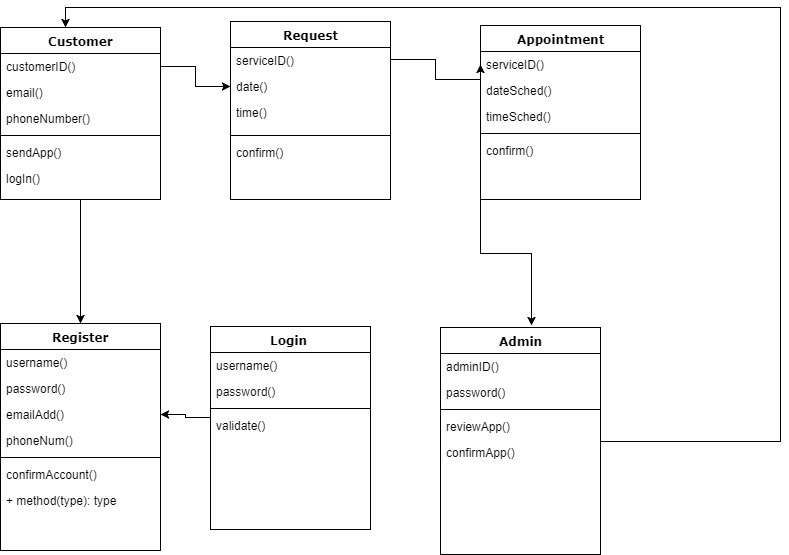 Customer
customerID()
email()
phoneNumber()
sendApp()
logIn()
Request
serviceID()
date()
time()
confirm()
Appointment
serviceID()
dateSched()
timeSched()
confirm()
Register
username()
password()
emailAdd()
phoneNum()
confirmAccount()
+ method(type): type
Login
username()
password()
validate()
Admin
adminID()
password()
reviewApp()
confirmApp()